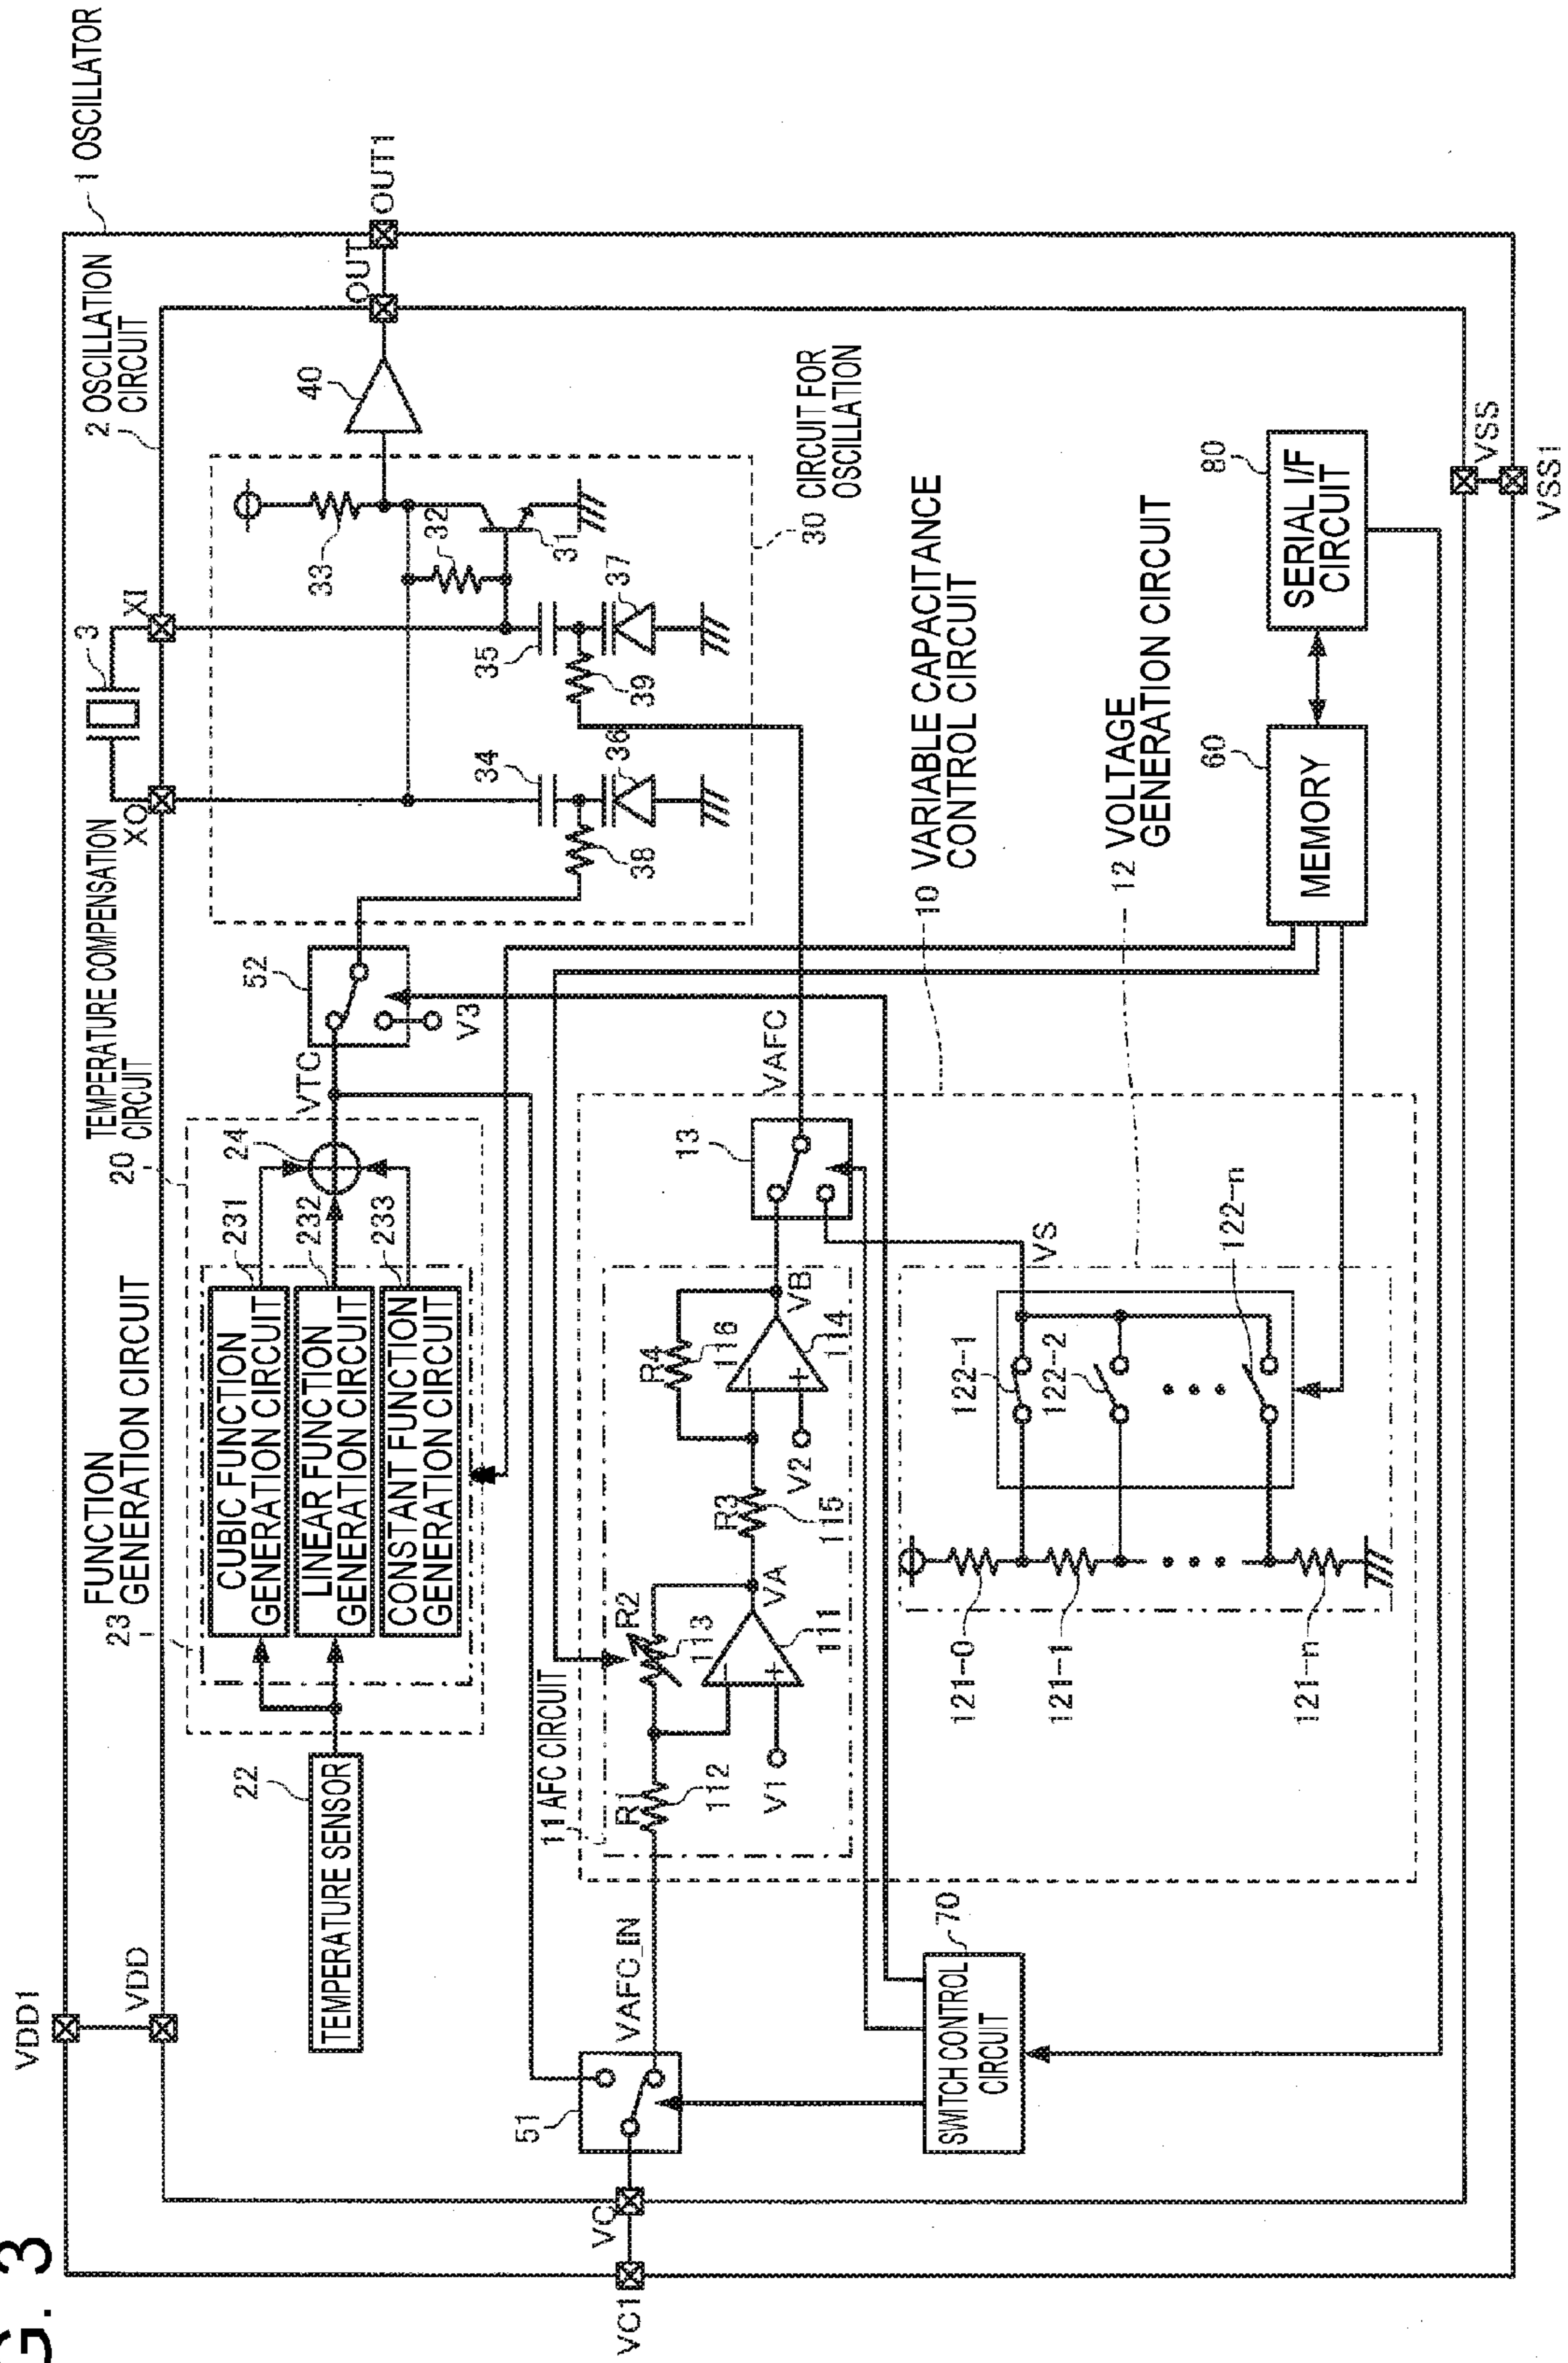 FIG. 3
1 OSCILLATOR
2 OSCILLATION
CIRCUIT
VDD1
VDD
23
FUNCTION
GENERATION CIRCUIT
20
TEMPERATURE COMPENSATION
CIRCUIT
XO
3
XI
22
TEMPERATURE SENSOR
CUBIC FUNCTION
GENERATION CIRCUIT
231
LINEAR FUNCTION
GENERATION CIRCUIT
232
CONSTANT FUNCTION
GENERATION CIRCUIT
233
24
VTC
52
V3
33
32
31
40
OUT
OUT1
34
35
36
37
38
39
30 CIRCUIT FOR
OSCILLATION
VC1
VC
51
VAFC_IN
11 AFC CIRCUIT
R1
112
R2
113
V1
111
VA
R3
115
R4
116
V2
114
VB
13
VAFC
10 VARIABLE CAPACITANCE
CONTROL CIRCUIT
70
SWITCH CONTROL
CIRCUIT
121-0
121-1
121-n
122-1
122-2
122-n
VS
12 VOLTAGE
GENERATION CIRCUIT
60
MEMORY
80
SERIAL I/F
CIRCUIT
VSS
VSS1